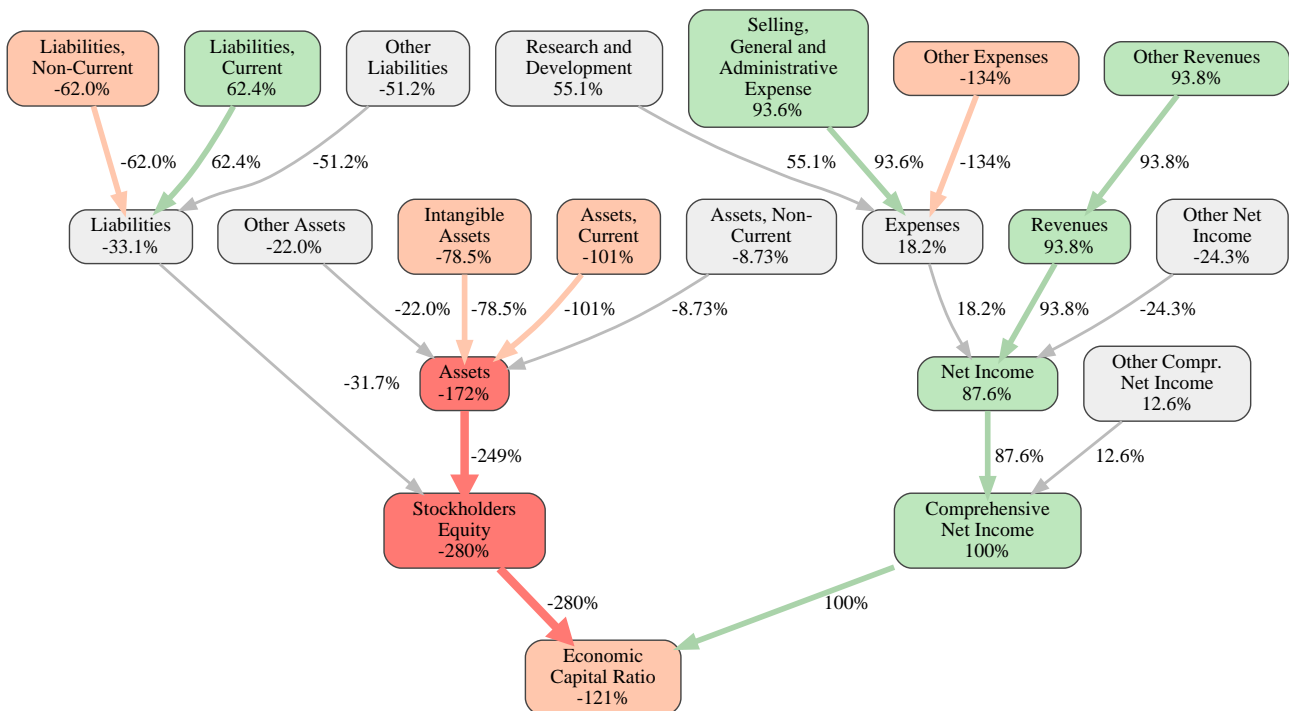 Liabilities,
Non-Current
-62.0%
Liabilities,
Current
62.4%
Other
Liabilities
-51.2%
Research and
Development
55.1%
Selling,
General and
Administrative
Expense
93.6%
Other Expenses
-134%
Other Revenues
93.8%
-62.0%
62.4%
-51.2%
55.1%
93.6%
-134%
93.8%
Liabilities
-33.1%
Other Assets
-22.0%
Intangible
Assets
-78.5%
Assets,
Current
-101%
Assets, Non-
Current
-8.73%
Expenses
18.2%
Revenues
93.8%
Other Net
Income
-24.3%
-22.0%
-78.5%
-101%
-8.73%
18.2%
93.8%
-24.3%
-31.7%
Assets
-172%
Net Income
87.6%
Other Compr.
Net Income
12.6%
-249%
87.6%
12.6%
Stockholders
Equity
-280%
Comprehensive
Net Income
100%
-280%
100%
Economic
Capital Ratio
-121%